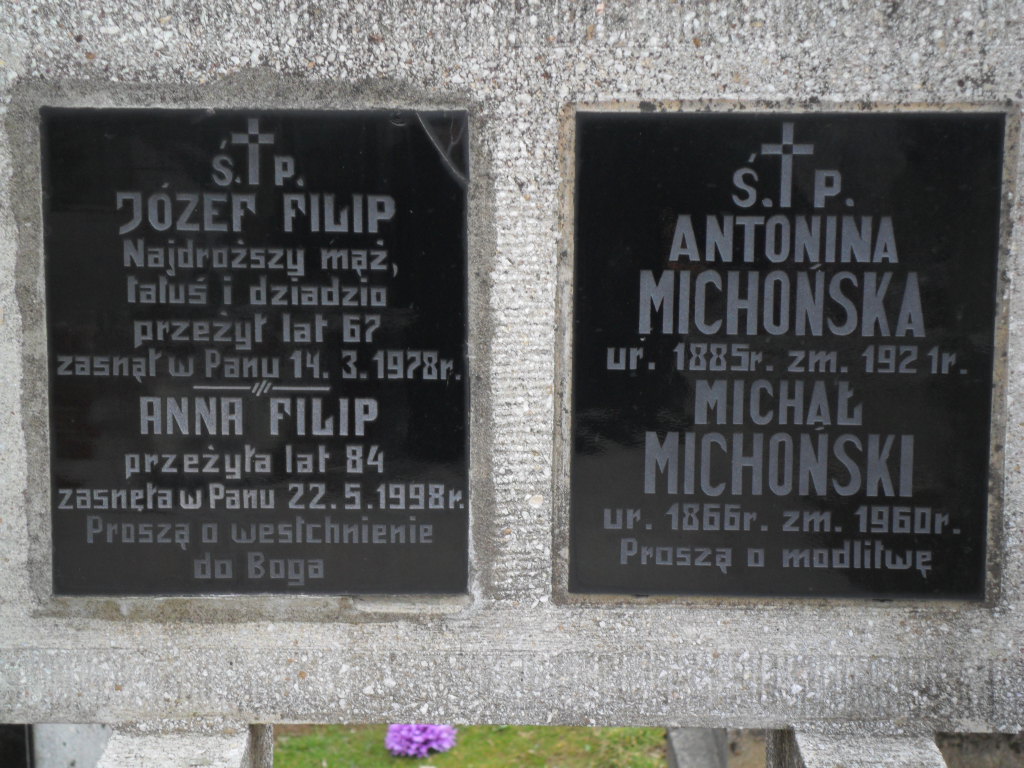 Ś. P.
JÓZEF FILIP
Najdroższy mąż,
tatuś i dziadzio
przeżył lat 67
zasnął w Panu 14. 3. 1978r.
ANNA FILIP
przeżyła lat 84
zasnęła w Panu 22. 5. 1998r.
Proszą o westchnienie
do Boga
Ś. P.
ANTONINA
MICHOŃSKA
ur. 1885r. zm. 1921r.
MICHĄŁ
MICHOŃSKI
ur. 1866r. zm. 1960r.
Proszą o modlitwę